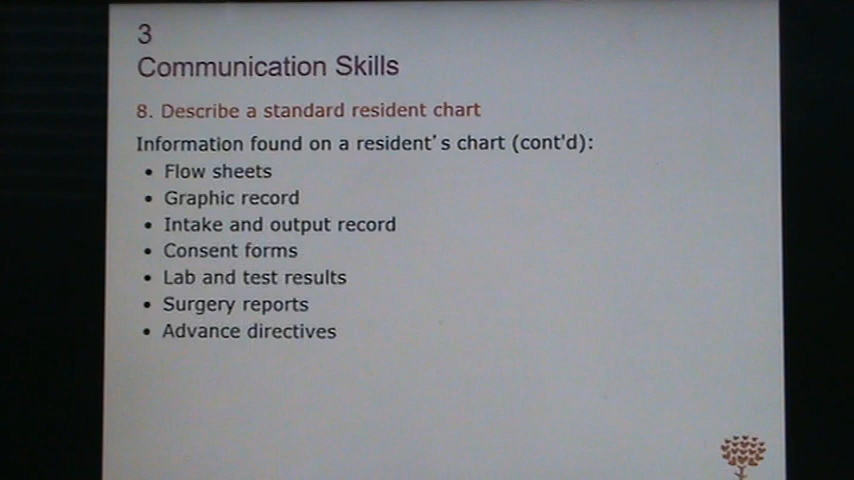 3
Communication Skills
8. Describe a standard resident chart
Information found on a resident's chart (cont'd):
• Flow sheets
• Graphic record
• Intake and output record
• Consent forms
• Lab and test results
• Surgery reports
• Advance directives